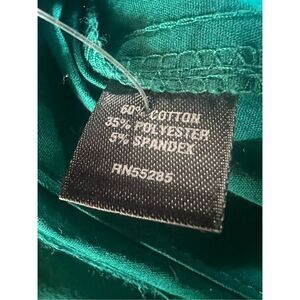 60% COTTON
35% POLYESTER
5% SPANDEX
RN55285